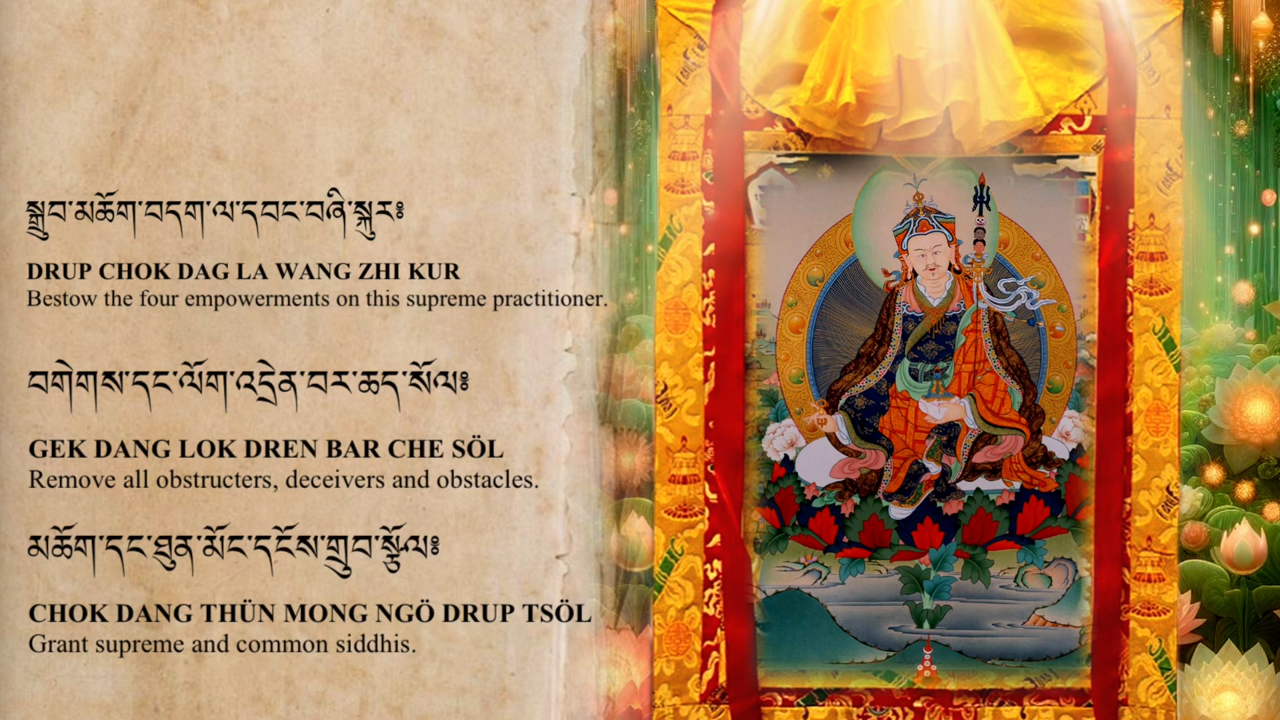 སྒྲུབ་མཆོག་བདག་ལ་དབང་བཞི་སྐུར༔
DRUP CHOK DAG LA WANG ZHI KUR
Bestow the four empowerments on this supreme practitioner.
བགེགས་དང་ལོག་འདྲེན་བར་ཆད་སོལ༔
GEK DANG LOK DREN BAR CHE SÖL
Remove all obstructers, deceivers and obstacles.
མཆོག་དང་ཐུན་མོང་དངོས་གྲུབ་སྩོལ༔
CHOK DANG THÜN MONG NGÖ DRUP TSÖL
Grant supreme and common siddhis.